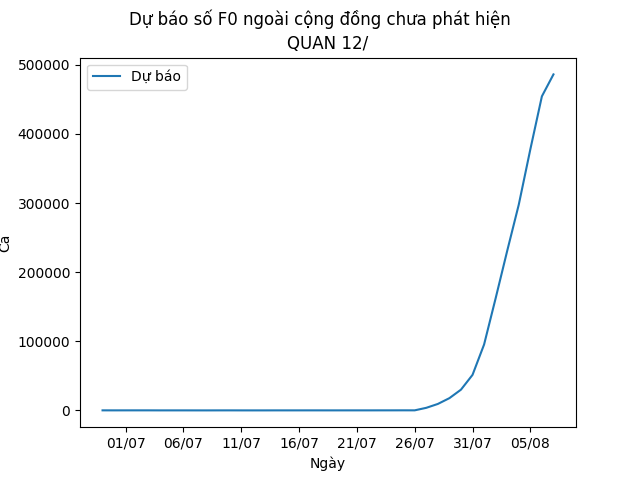 Dự báo số F0 ngoài cộng đồng chưa phát hiện
QUAN 12/
Dự báo
500000
400000
300000
200000
100000
0
Ca
01/07 06/07 11/07 16/07 21/07 26/07 31/07 05/08
Ngày